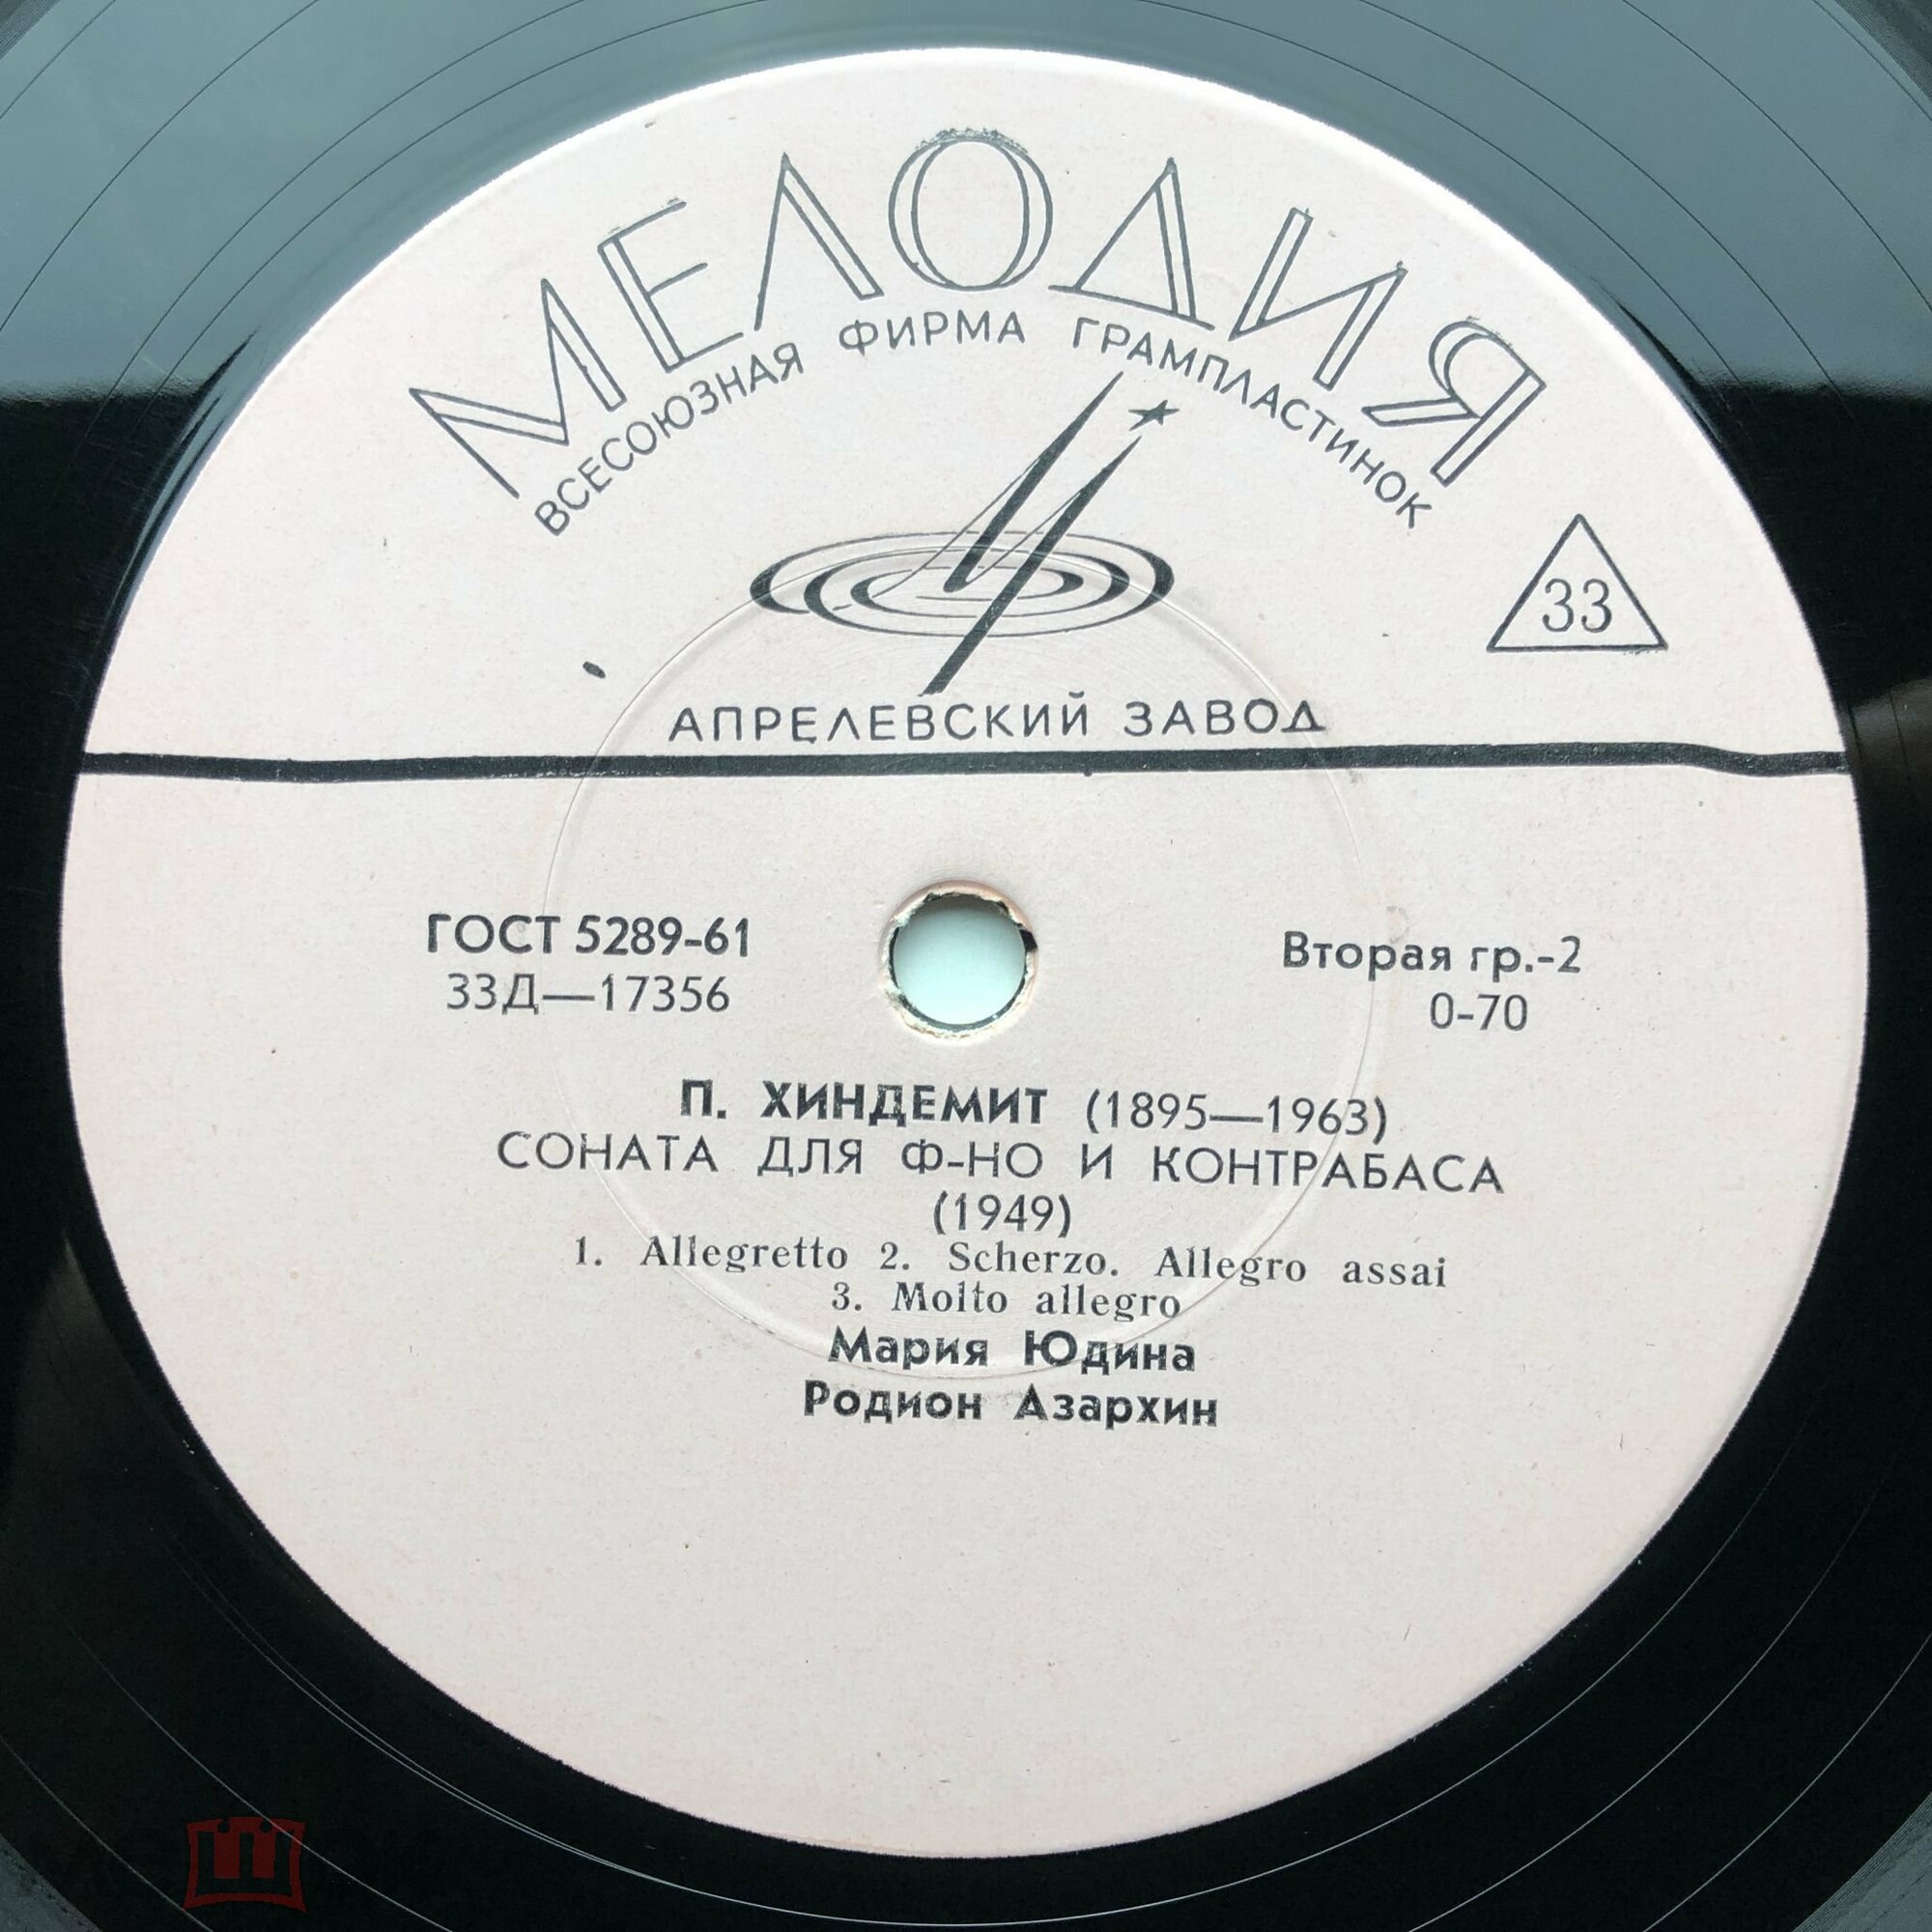 МЕЛОДИЯ
ВСЕСОЮЗНАЯ ФИРМА ГРАМПЛАСТИНОК
33
АПРЕЛЕВСКИЙ ЗАВОД
ГОСТ 5289-61
33Д—17356
Вторая гр.-2
0-70
П. ХИНДЕМИТ (1895—1963)
СОНАТА ДЛЯ Ф-НО И КОНТРАБАСА
(1949)
1. Allegretto 2. Scherzo. Allegro assai
3. Molto allegro
Мария Юдина
Родион Азархин